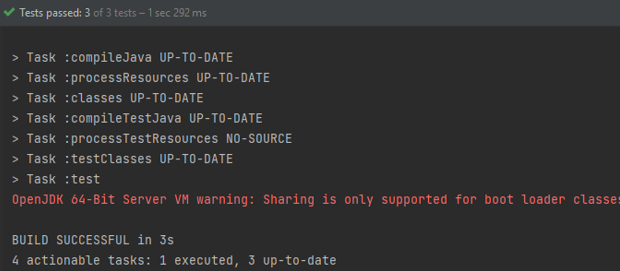 Tests passed: 3 of 3 tests – 1 sec 292 ms
> Task :compileJava UP-TO-DATE
> Task :processResources UP-TO-DATE
> Task :classes UP-TO-DATE
> Task :compileTestJava UP-TO-DATE
> Task :processTestResources NO-SOURCE
> Task :testClasses UP-TO-DATE
> Task :test
OpenJDK 64-Bit Server VM warning: Sharing is only supported for boot loader classes
BUILD SUCCESSFUL in 3s
4 actionable tasks: 1 executed, 3 up-to-date